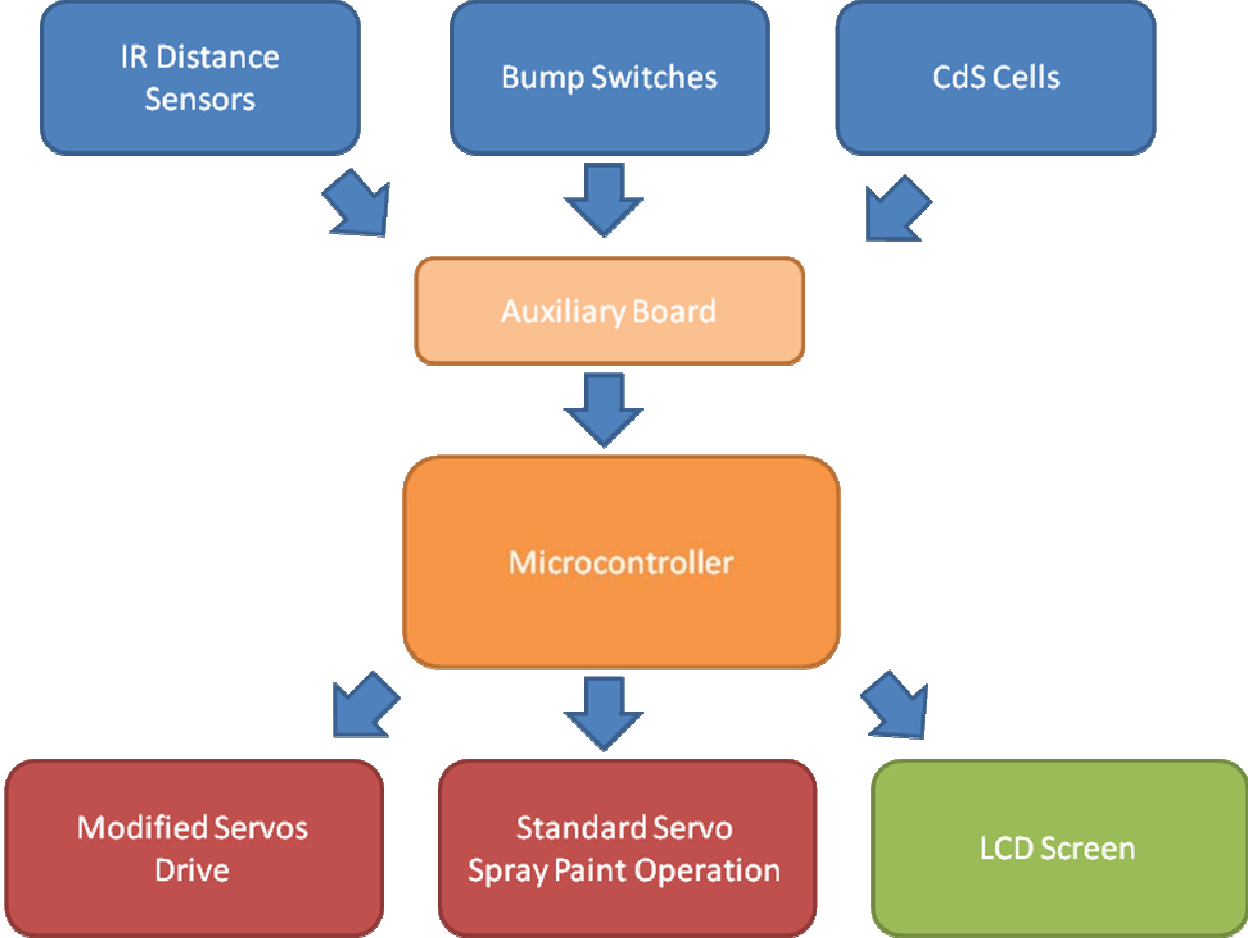 IR Distance
Sensors
Bump Switches
CdS Cells
Auxiliary Board
Microcontroller
Modified Servos
Drive
Standard Servo
Spray Paint Operation
LCD Screen